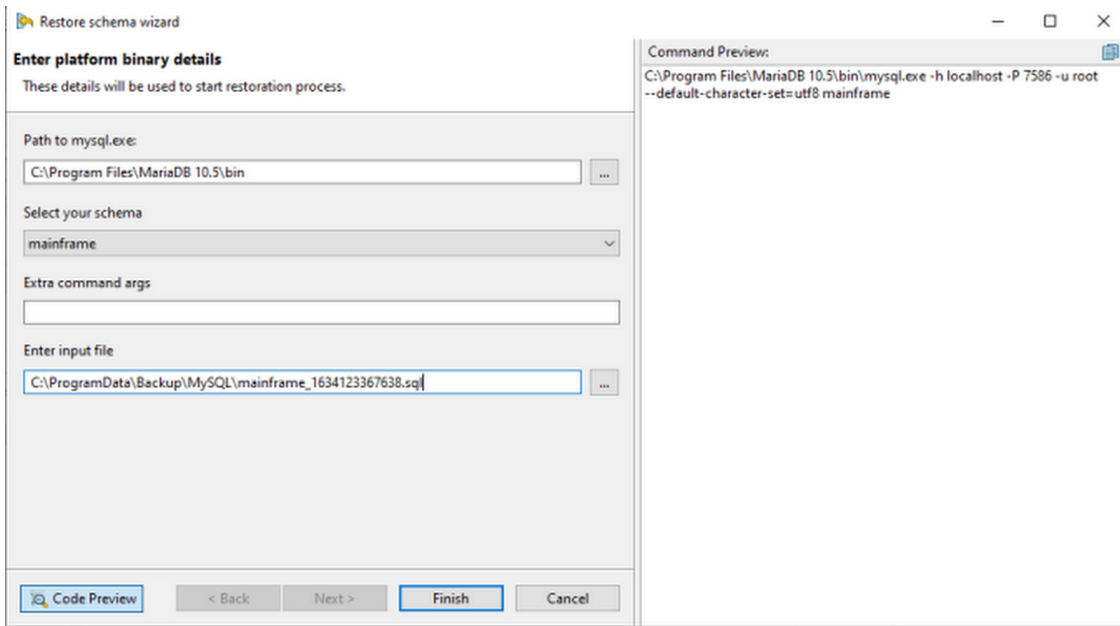 Restore schema wizard
Enter platform binary details
These details will be used to start restoration process.
Path to mysql.exe:
C:\Program Files\MariaDB 10.5\bin
...
Select your schema
mainframe
Extra command args
Enter input file
C:\ProgramData\Backup\MySQL\mainframe_1634123367638.sql
...
Code Preview
< Back
Next >
Finish
Cancel
Command Preview:
C:\Program Files\MariaDB 10.5\bin\mysql.exe -h localhost -P 7586 -u root
--default-character-set=utf8 mainframe